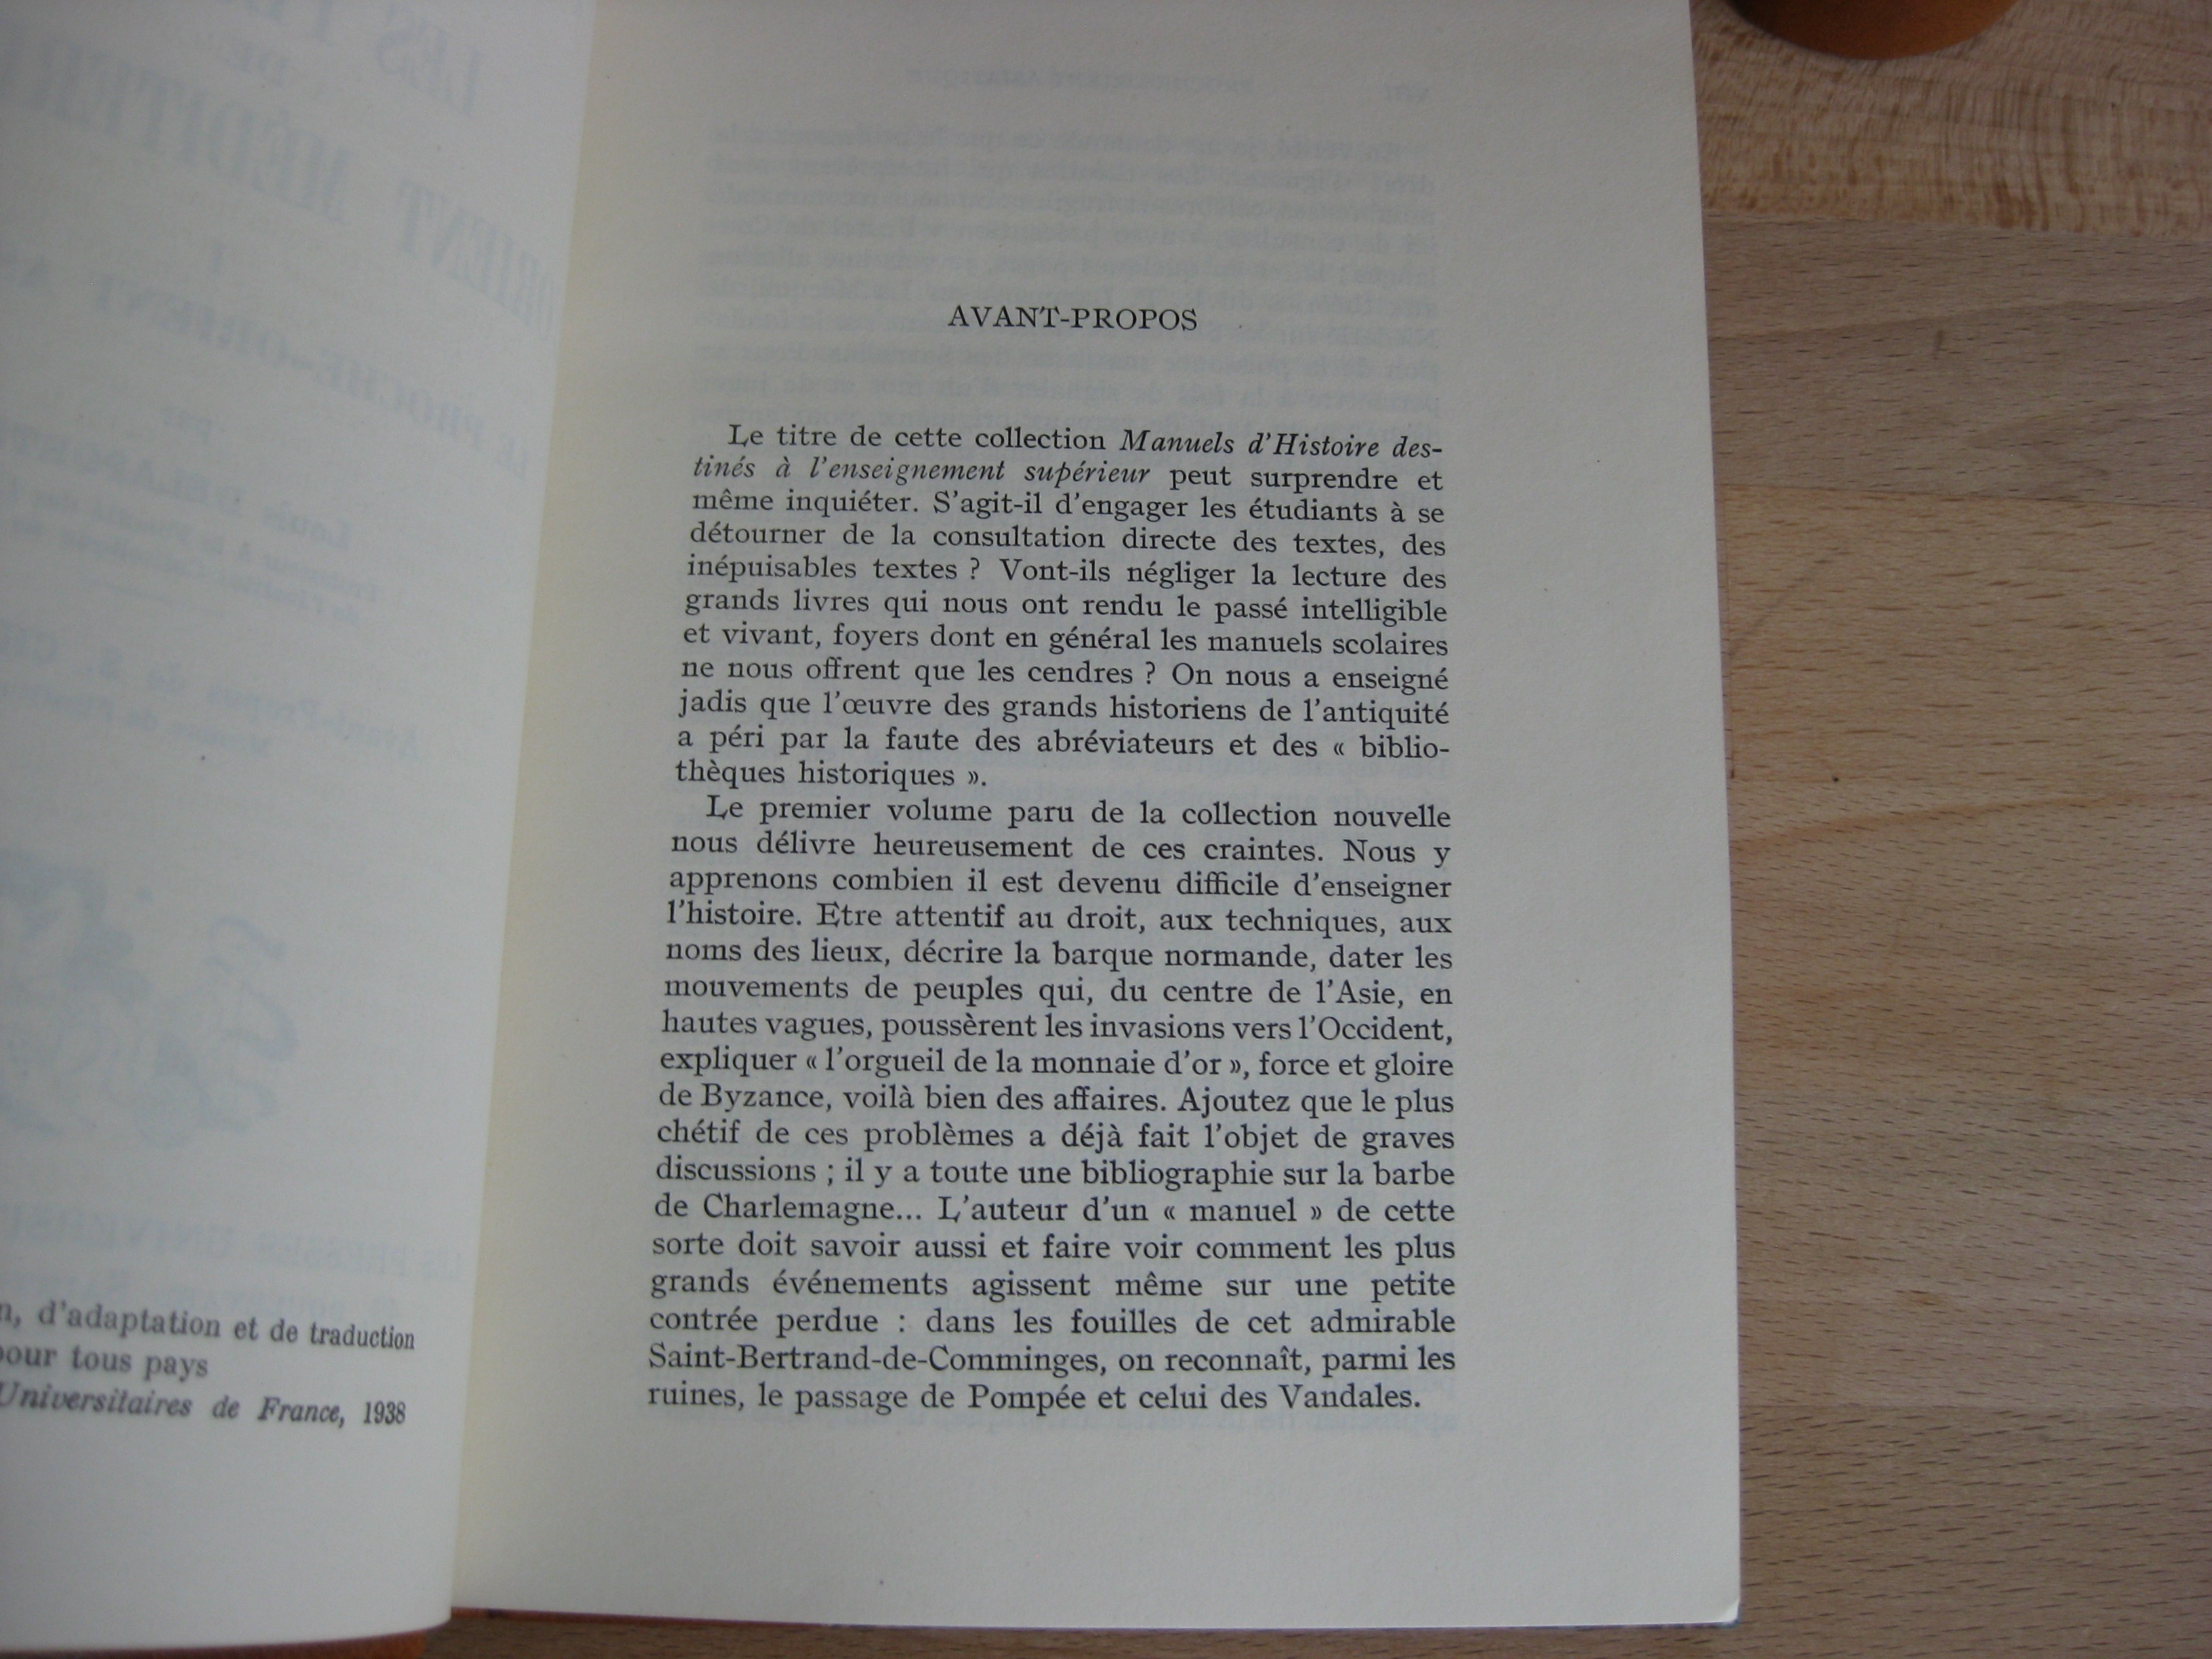 n, d'adaptation et de traduction
pour tous pays
Universitaires de France, 1938
AVANT-PROPOS
Le titre de cette collection Manuels d'Histoire des-
tinés à l'enseignement supérieur peut surprendre et
même inquiéter. S'agit-il d'engager les étudiants à se
détourner de la consultation directe des textes, des
inépuisables textes ? Vont-ils négliger la lecture des
grands livres qui nous ont rendu le passé intelligible
et vivant, foyers dont en général les manuels scolaires
ne nous offrent que les cendres ? On nous a enseigné
jadis que l'œuvre des grands historiens de l'antiquité
a péri par la faute des abréviateurs et des « biblio-
thèques historiques ».
Le premier volume paru de la collection nouvelle
nous délivre heureusement de ces craintes. Nous y
apprenons combien il est devenu difficile d'enseigner
l'histoire. Etre attentif au droit, aux techniques, aux
noms des lieux, décrire la barque normande, dater les
mouvements de peuples qui, du centre de l'Asie, en
hautes vagues, poussèrent les invasions vers l'Occident,
expliquer « l'orgueil de la monnaie d'or », force et gloire
de Byzance, voilà bien des affaires. Ajoutez que le plus
chétif de ces problèmes a déjà fait l'objet de graves
discussions ; il y a toute une bibliographie sur la barbe
de Charlemagne... L'auteur d'un « manuel » de cette
sorte doit savoir aussi et faire voir comment les plus
grands événements agissent même sur une petite
contrée perdue : dans les fouilles de cet admirable
Saint-Bertrand-de-Comminges, on reconnaît, parmi les
ruines, le passage de Pompée et celui des Vandales.